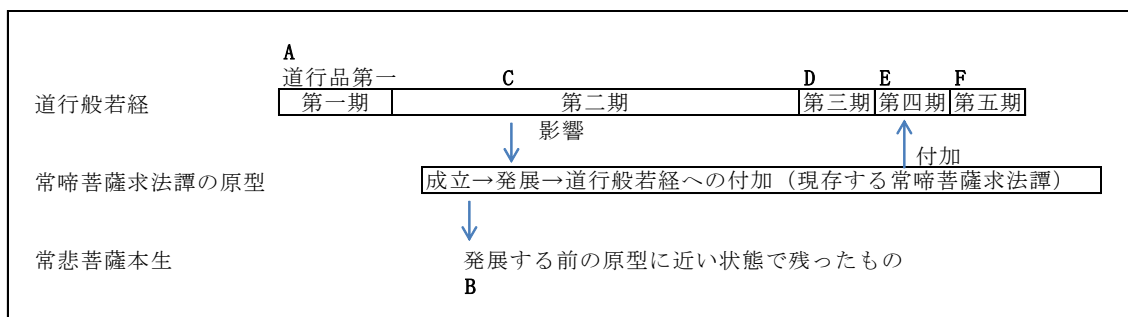 A
道行品第一 C D E F
道行般若経 第一期 第二期 第三期 第四期 第五期
影響
付加
常啼菩薩求法譚の原型 成立→発展→道行般若経への付加（現存する常啼菩薩求法譚）
常悲菩薩本生 発展する前の原型に近い状態で残ったもの
B